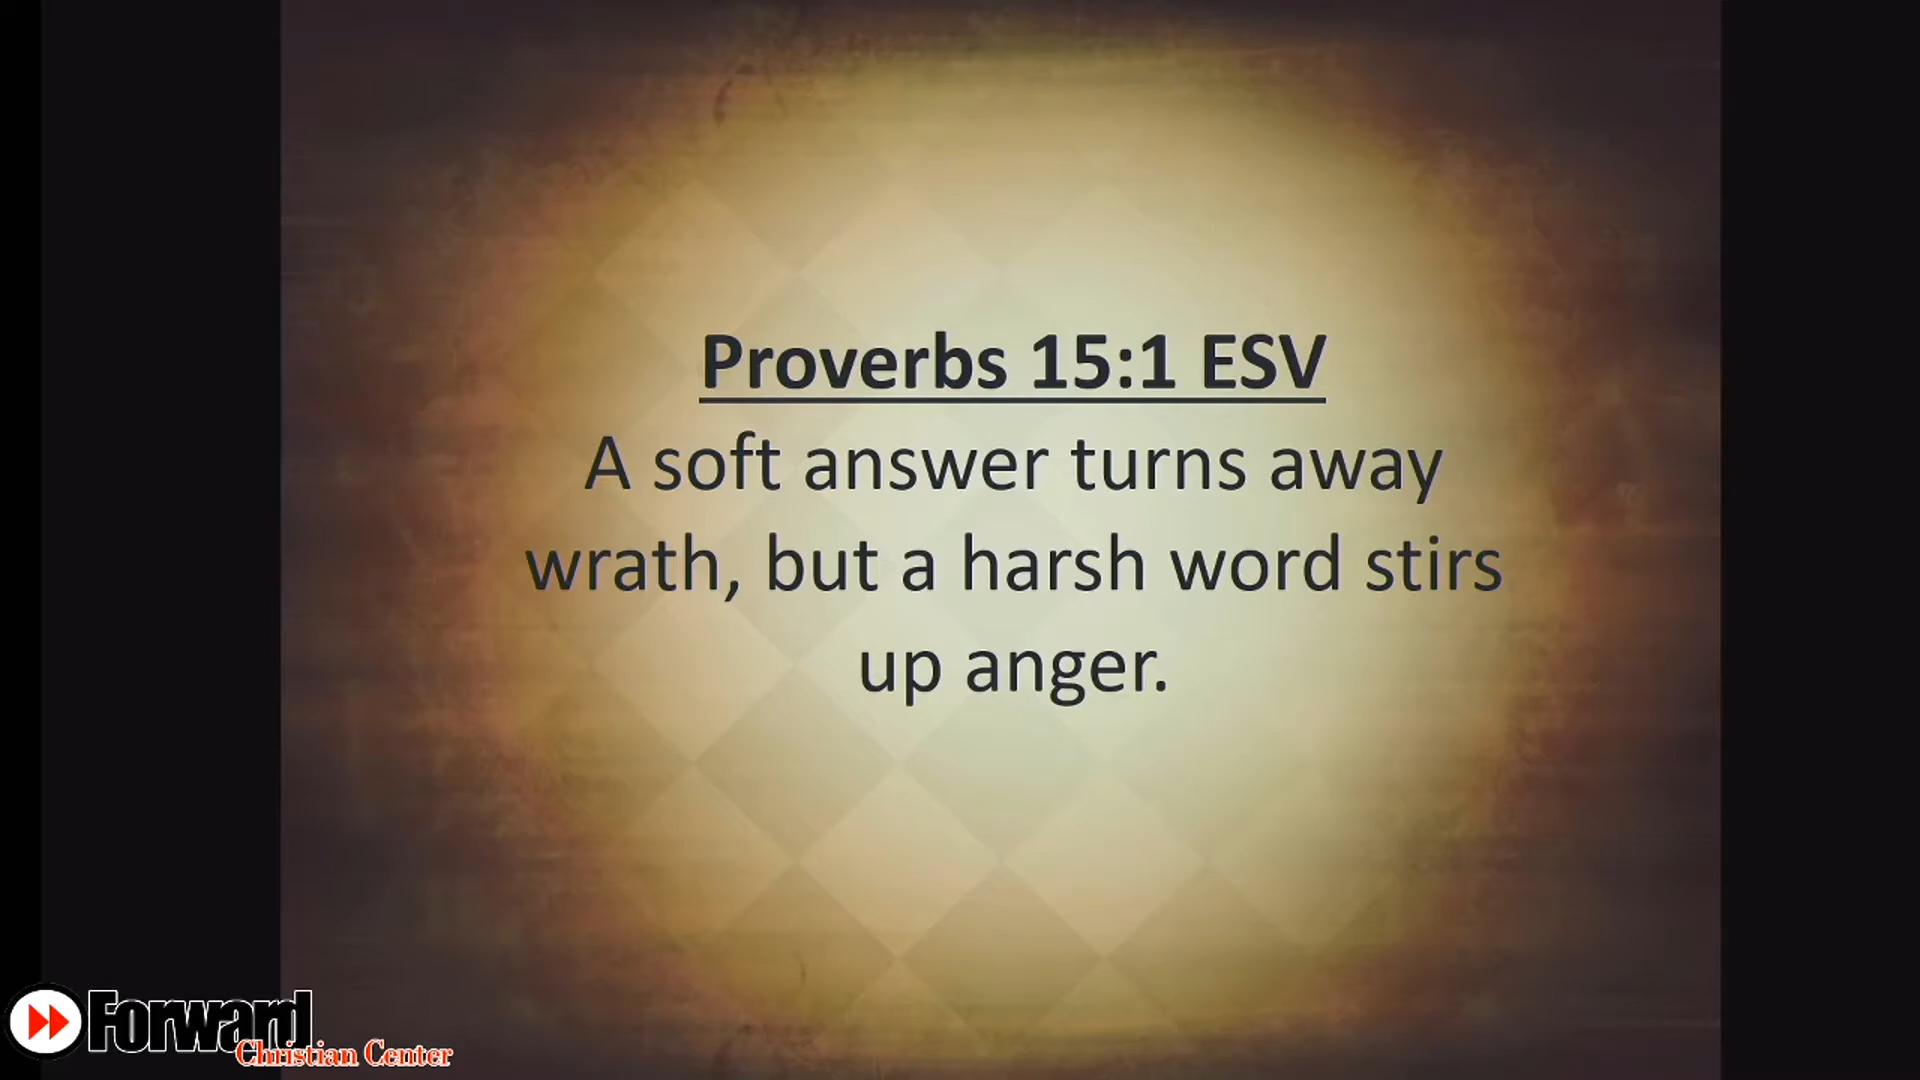 Proverbs 15:1 ESV
A soft answer turns away
wrath, but a harsh word stirs
up anger.
Forward
Christian Center